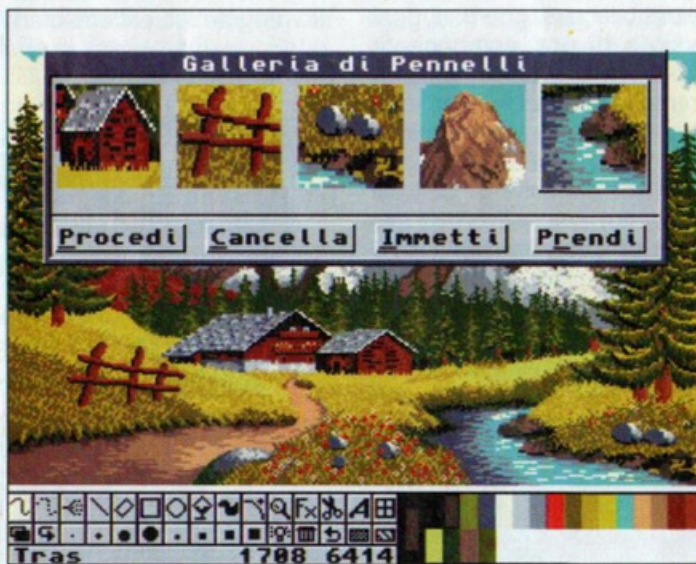 Galleria di Pennelli
Procedi Cancella Immetti Prendi
Tras 1708 6414